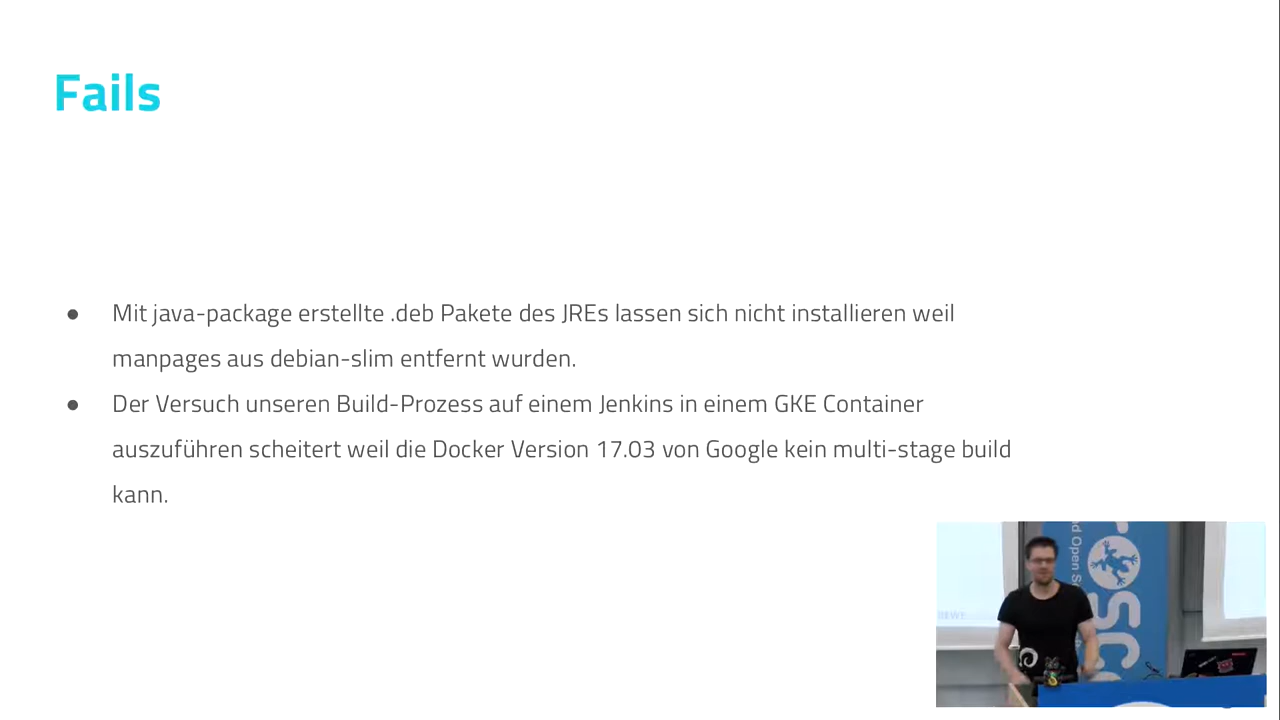 Fails
● Mit java-package erstellte .deb Pakete des JREs lassen sich nicht installieren weil
manpages aus debian-slim entfernt wurden.
● Der Versuch unseren Build-Prozess auf einem Jenkins in einem GKE Container
auszuführen scheitert weil die Docker Version 17.03 von Google kein multi-stage build
kann.